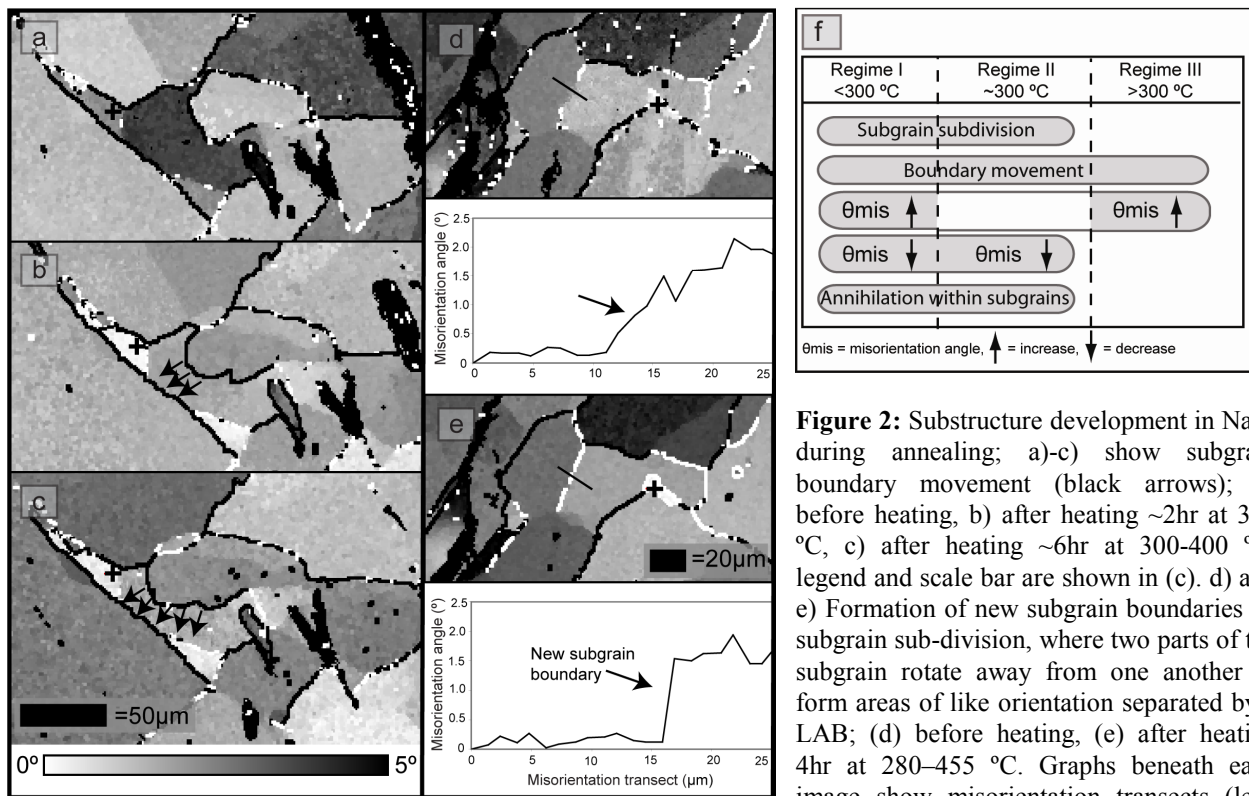 a
b
c
=50µm
0º
5º
d
Misorientation angle (º)
2.5
2.0
1.5
1.0
0.5
0
0 5 10 15 20 25
e
=20µm
Misorientation angle (º)
2.5
2.0
1.5
1.0
0.5
0
New subgrain
boundary
0 5 10 15 20 25
Misorientation transect (µm)
f
Regime I Regime II Regime III
<300 ºC ~300 ºC >300 ºC
Subgrain subdivision
Boundary movement
θmis θmis
θmis θmis
Annihilation within subgrains
θmis = misorientation angle, = increase, = decrease
Figure 2: Substructure development in
during annealing; a)-c) show
boundary movement (black arrows);
before heating, b) after heating ~2hr at
ºC, c) after heating ~6hr at 300-400
legend and scale bar are shown in (c). d)
e) Formation of new subgrain boundaries
subgrain sub-division, where two parts of
subgrain rotate away from one another
form areas of like orientation separated by
LAB; (d) before heating, (e) after
4hr at 280–455 ºC. Graphs beneath
image show misorientation transects